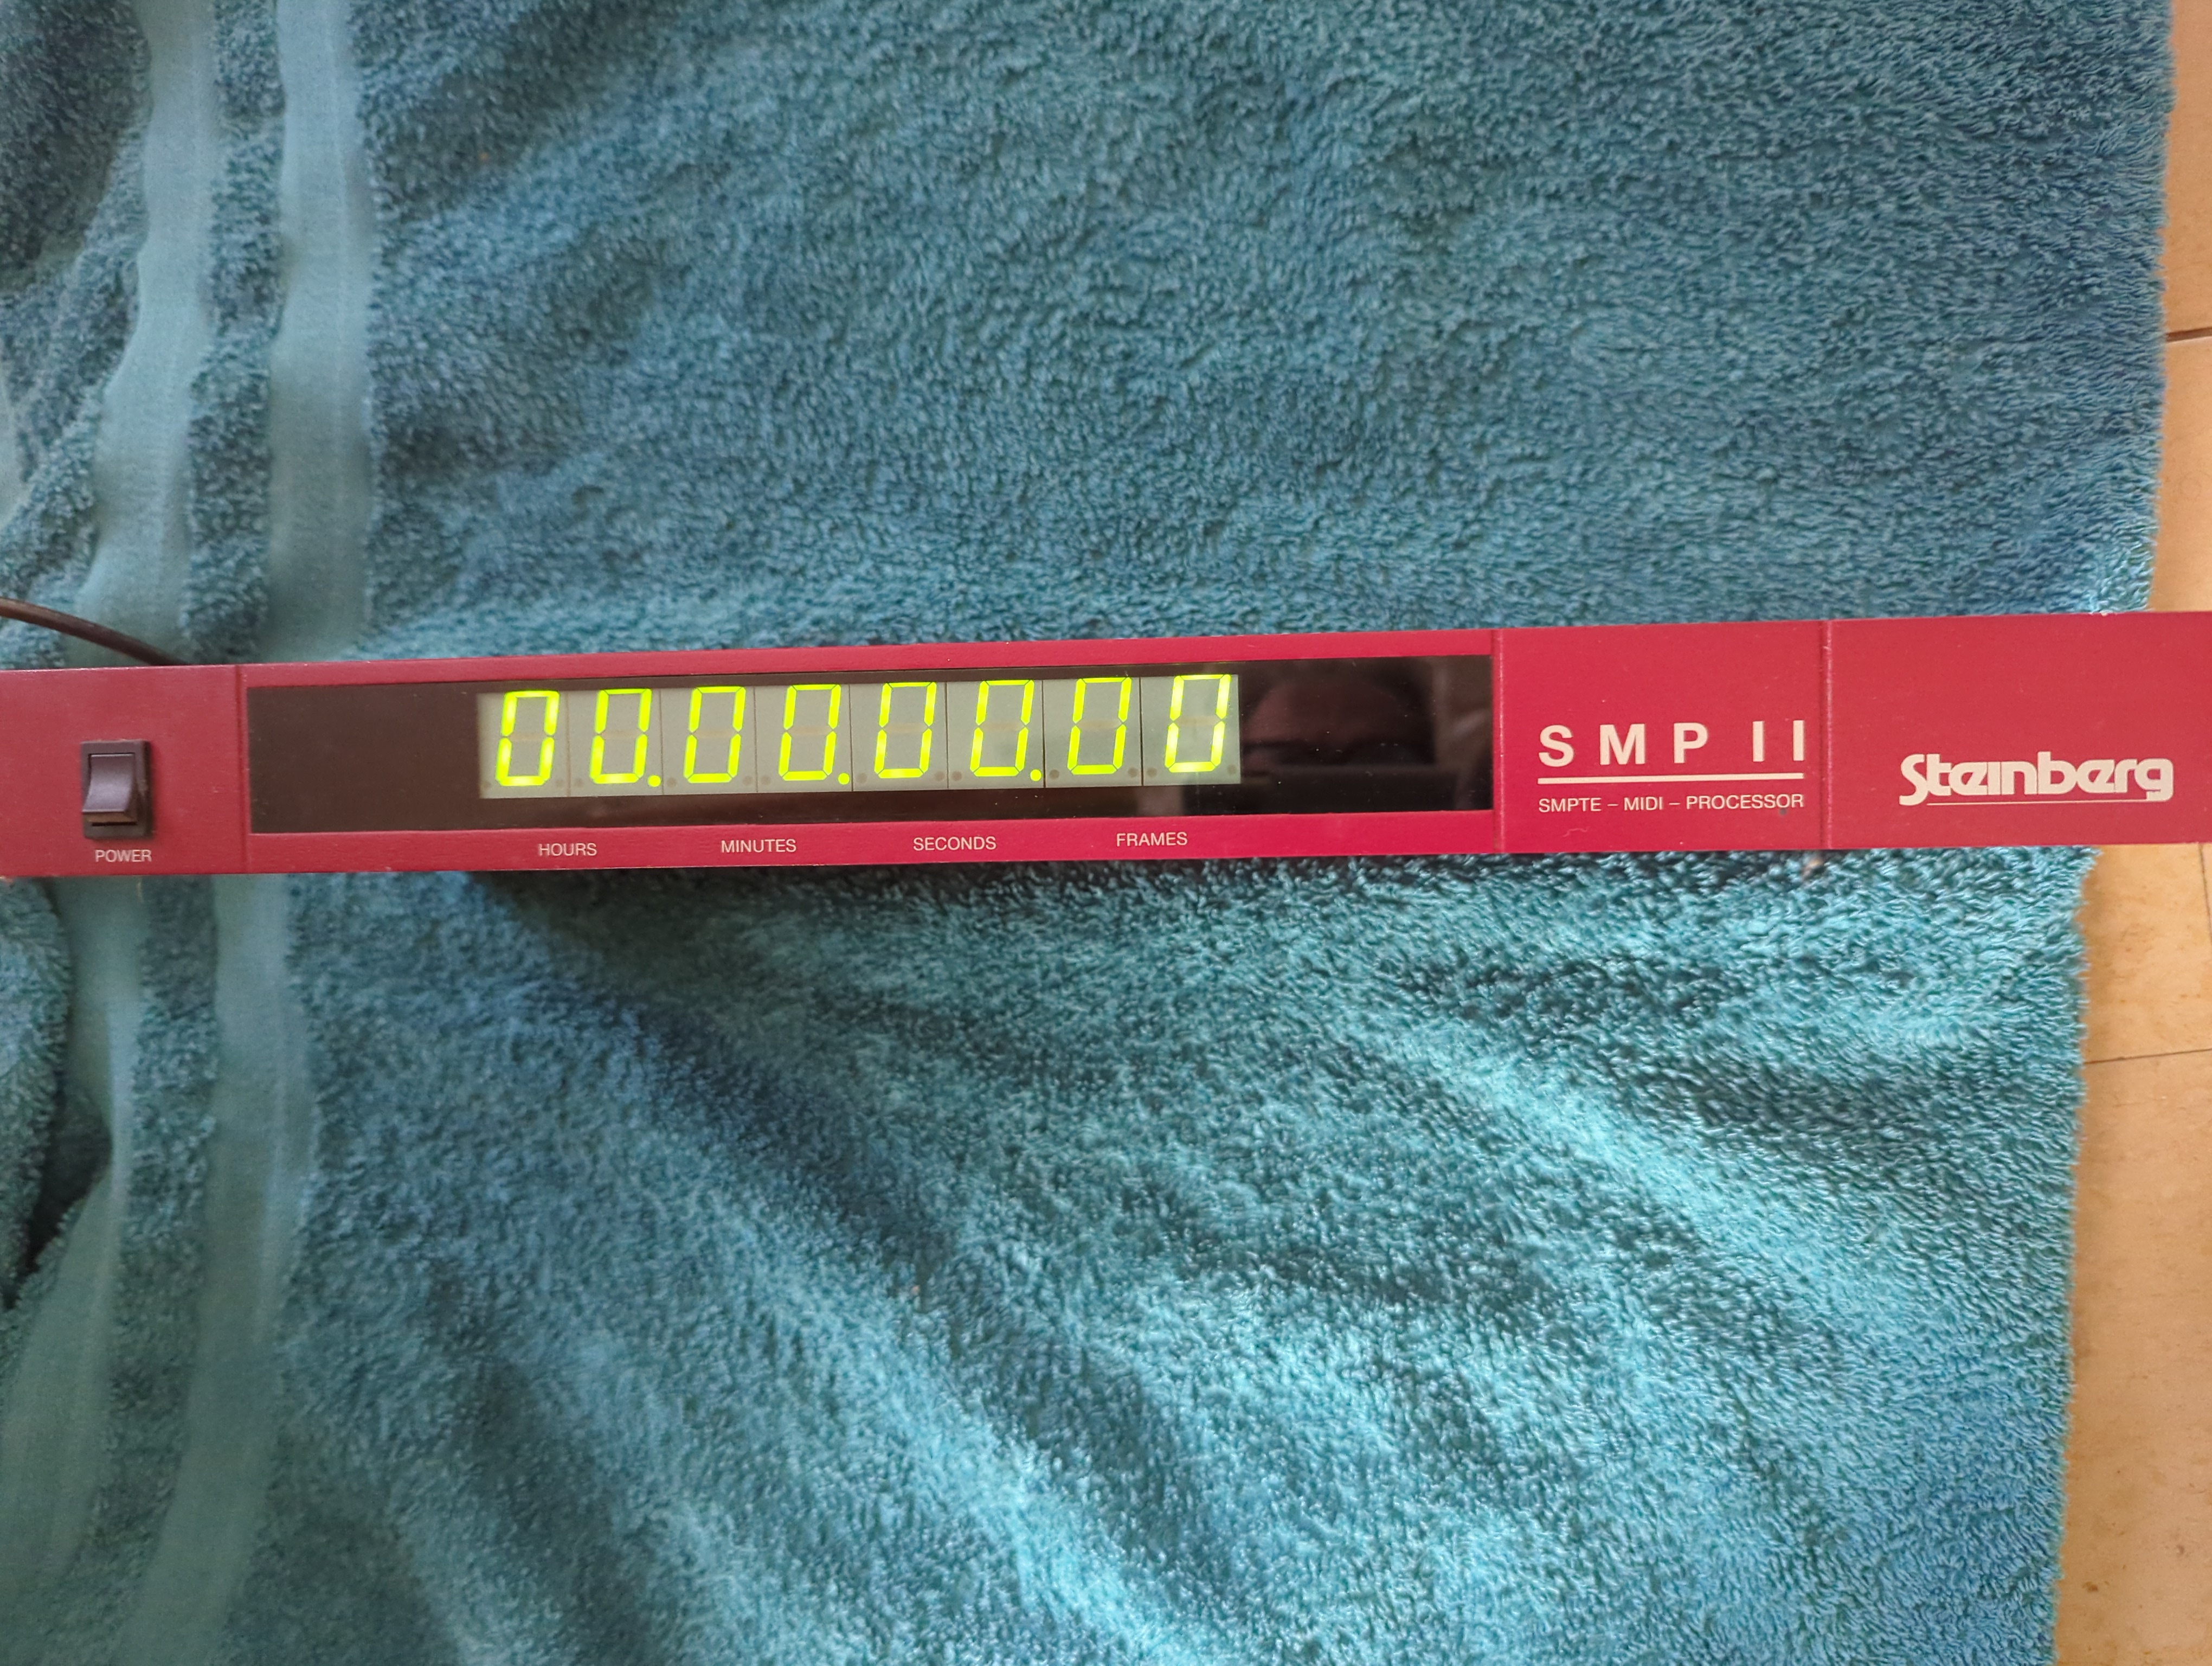 00.00.00.00
POWER
HOURS MINUTES SECONDS FRAMES
SMP II
SMPTE – MIDI – PROCESSOR
Steinberg